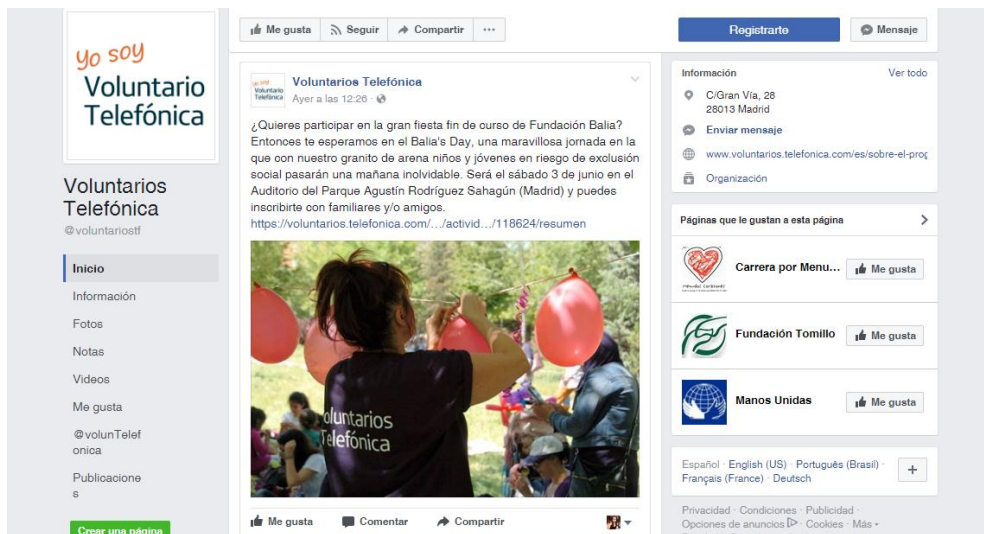 yo soy
Voluntario
Telefónica
Voluntarios
Telefónica
@voluntariostf
Inicio
Información
Fotos
Notas
Videos
Me gusta
@volunTelef
onica
Publicacione
s
Crear una página
Me gusta Seguir Compartir ...
Voluntarios Telefónica
Ayer a las 12:26 ·
¿Quieres participar en la gran fiesta fin de curso de Fundación Balia?
Entonces te esperamos en el Balia's Day, una maravillosa jornada en la
que con nuestro granito de arena niños y jóvenes en riesgo de exclusión
social pasarán una mañana inolvidable. Será el sábado 3 de junio en el
Auditorio del Parque Agustín Rodríguez Sahagún (Madrid) y puedes
inscribirte con familiares y/o amigos.
https://voluntarios.telefonica.com/.../activid.../118624/resumen
Voluntarios
Telefónica
Me gusta Comentar Compartir
Registrarte Mensaje
Información Ver todo
C/Gran Vía, 28
28013 Madrid
Enviar mensaje
www.voluntarios.telefonica.com/es/sobre-el-prog
Organización
Páginas que le gustan a esta página
Carrera por Menu... Me gusta
Fundación Tomillo Me gusta
Manos Unidas Me gusta
Español · English (US) · Português (Brasil) ·
Français (France) · Deutsch
+
Privacidad · Condiciones · Publicidad ·
Opciones de anuncios · Cookies · Más